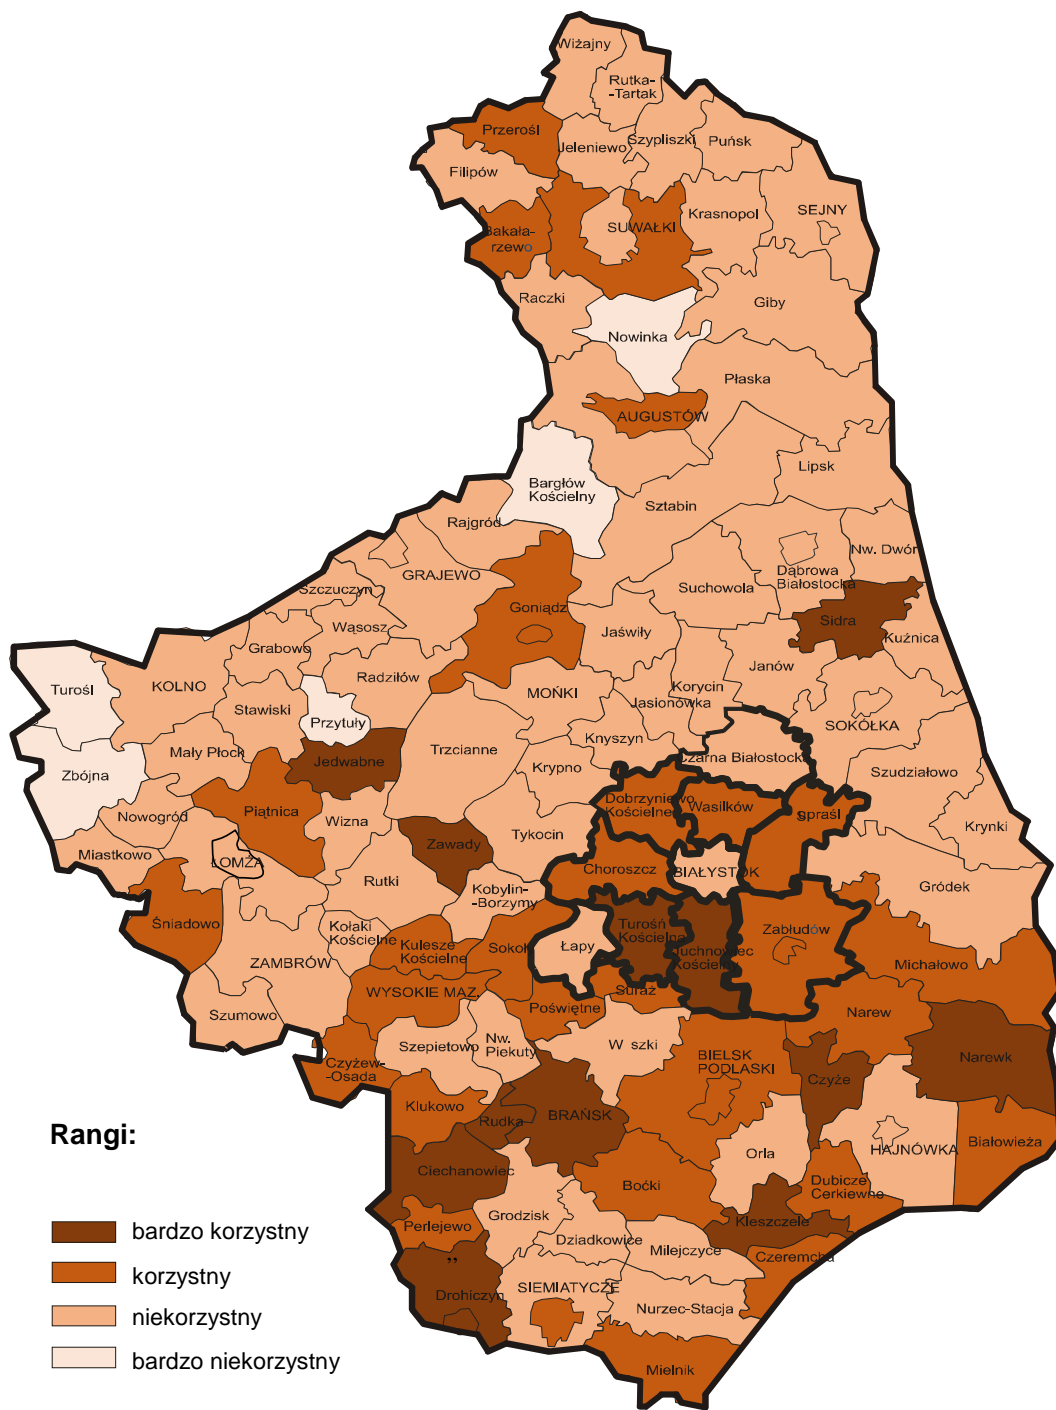 Wiżajny
Rutka-
-Tartak
Przerośl
Jeleniewo
Szypliszki
Puńsk
Filipów
Krasnopol
SEJNY
SUWAŁKI
Bakała-
rzewo
Raczki
Giby
Nowinka
Płaska
AUGUSTÓW
Lipsk
Bargłów
Kościelny
Sztabin
Rajgród
Nw. Dwór
Dąbrowa
Białostocka
GRAJEWO
Suchowola
Szczuczyn
Goniądz
Sidra
Wąsosz
Jaświły
Kuźnica
Grabowo
Radziłów
Janów
Turośl
KOLNO
MOŃKI
Korycin
Jasionówka
Stawiski
Przytuły
SOKÓŁKA
Knyszyn
Mały Płock
Trzcianne
Czarna Białostocka
Zbójna
Jedwabne
Krypno
Szudziałowo
Dobrzyniewo
Kościelne
Wasilków
Supraśl
Nowogród
Piątnica
Wizna
Krynki
Tykocin
Zawady
Miastkowo
ŁOMŻA
Choroszcz
BIAŁYSTOK
Rutki
Kobylin-
-Borzymy
Gródek
Śniadowo
Kołaki
Kościelne
Turośń
Kościelna
Zabłudów
Kulesze
Kościelne
Sokoły
Łapy
Juchnowiec
Kościelny
ZAMBRÓW
Michałowo
WYSOKIE MAZ.
Suraż
Szumowo
Poświętne
Narew
Szepietowo
Nw.
Piekuty
W szki
BIELSK
PODLASKI
Narewk
Czyżew-
-Osada
Czyże
Klukowo
Rudka
BRAŃSK
Rangi:
HAJNÓWKA
Białowieża
Orla
Ciechanowiec
Boćki
Dubicze
Cerkiewne
bardzo korzystny
Perlejewo
Grodzisk
Kleszczele
Dziadkowice
Milejczyce
Czeremcha
korzystny
”
Drohiczyn
SIEMIATYCZE
Nurzec-Stacja
niekorzystny
bardzo niekorzystny
Mielnik